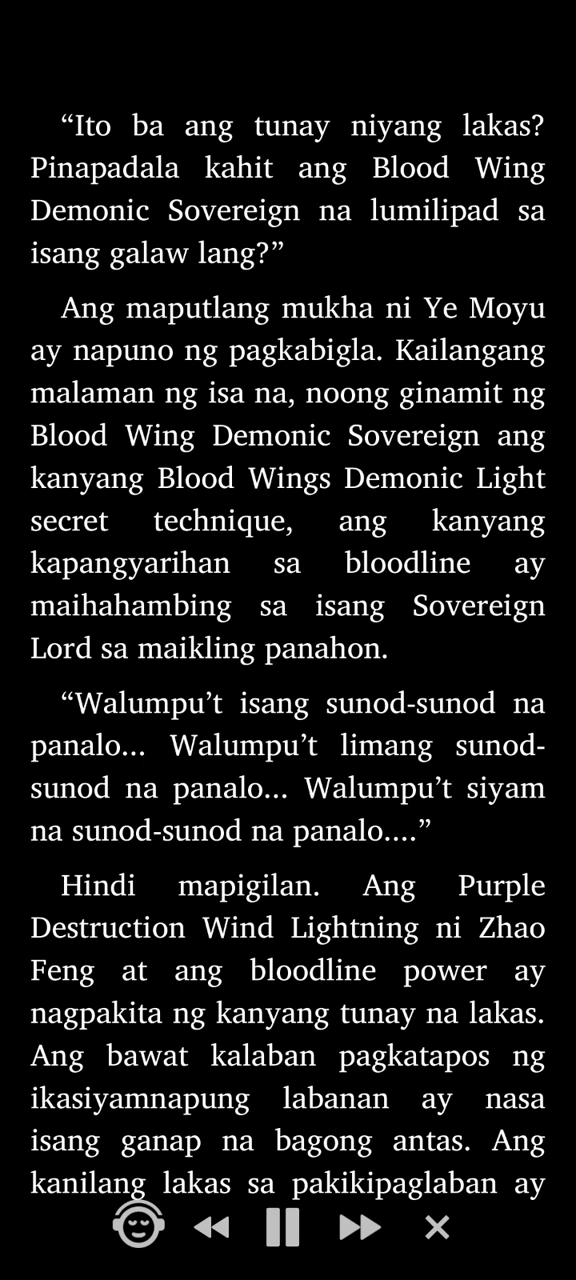 “Ito ba ang tunay niyang lakas?
Pinapadala kahit ang Blood Wing
Demonic Sovereign na lumilipad sa
isang galaw lang?”
Ang maputlang mukha ni Ye Moyu
ay napuno ng pagkabigla. Kailangang
malaman ng isa na, noong ginamit ng
Blood Wing Demonic Sovereign ang
kanyang Blood Wings Demonic Light
secret technique, ang kanyang
kapangyarihan sa bloodline ay
maihahambing sa isang Sovereign
Lord sa maikling panahon.
“Walumpu’t isang sunod-sunod na
panalo... Walumpu’t limang sunod-
sunod na panalo... Walumpu’t siyam
na sunod-sunod na panalo....”
Hindi mapigilan. Ang Purple
Destruction Wind Lightning ni Zhao
Feng at ang bloodline power ay
nagpakita ng kanyang tunay na lakas.
Ang bawat kalaban pagkatapos ng
ikasiyamnapung labanan ay nasa
isang ganap na bagong antas. Ang
kanilang lakas sa pakikipaglaban ay